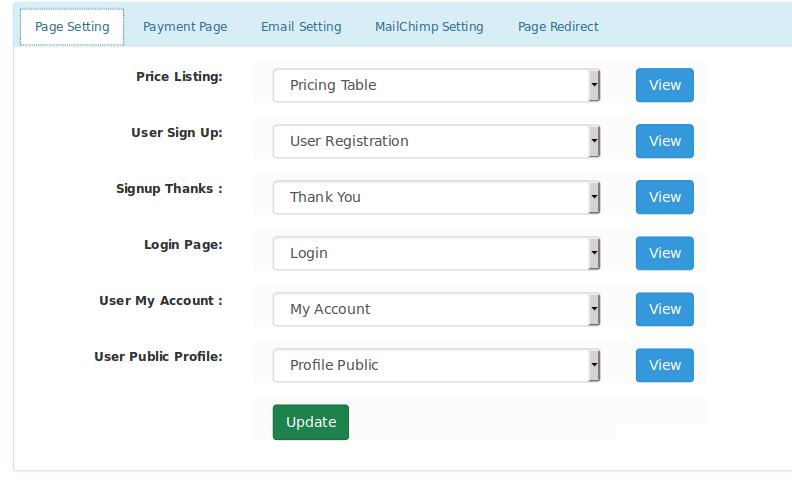 Page Setting Payment Page Email Setting MailChimp Setting Page Redirect
Price Listing: Pricing Table View
User Sign Up: User Registration View
Signup Thanks : Thank You View
Login Page: Login View
User My Account : My Account View
User Public Profile: Profile Public View
Update